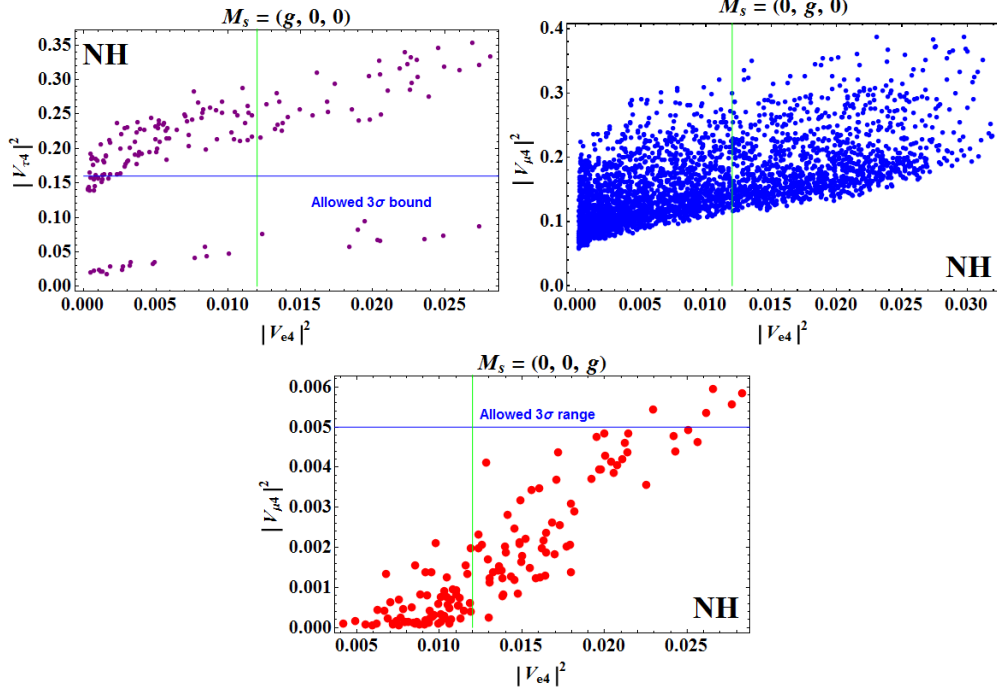 M_s = (g, 0, 0)
NH
0.35
0.30
0.25
0.20
0.15
0.10
0.05
0.00
|V_τ4|²
Allowed 3σ bound
0.000 0.005 0.010 0.015 0.020 0.025
|V_e4|²
M_s = (0, g, 0)
0.4
0.3
0.2
0.1
0.0
|V_μ4|²
NH
0.000 0.005 0.010 0.015 0.020 0.025 0.030
|V_e4|²
M_s = (0, 0, g)
0.006
0.005
0.004
0.003
0.002
0.001
0.000
|V_μ4|²
Allowed 3σ range
NH
0.005 0.010 0.015 0.020 0.025
|V_e4|²